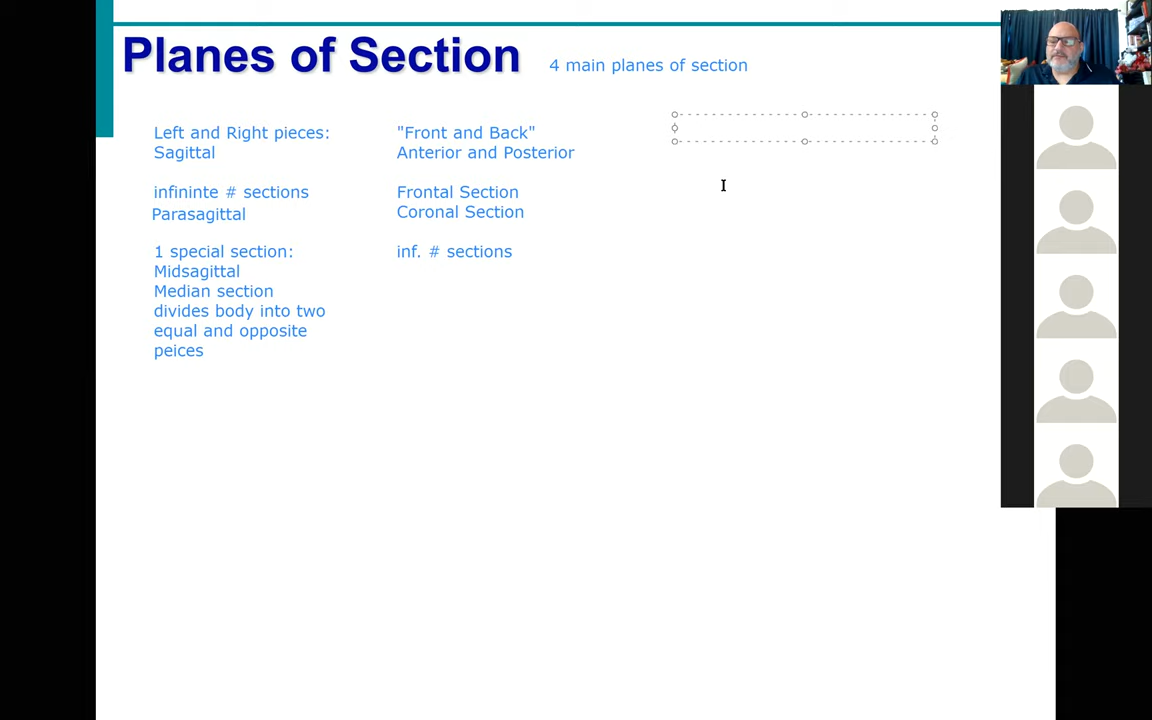 Planes of Section
4 main planes of section
Left and Right pieces:
Sagittal
infininte # sections
Parasagittal
1 special section:
Midsagittal
Median section
divides body into two
equal and opposite
peices
"Front and Back"
Anterior and Posterior
Frontal Section
Coronal Section
inf. # sections